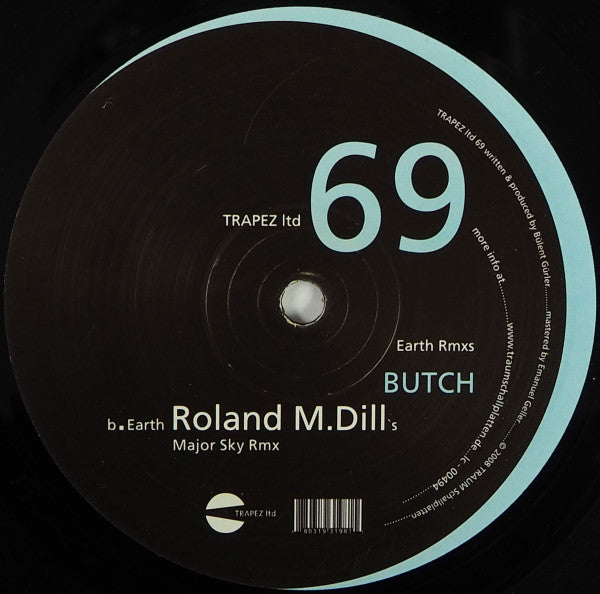 TRAPEZ ltd 69
TRAPEZ ltd 69 written & produced by Bülent Gürler..........mastered by Emanuel Geller..........© 2008 TRAUM Schallplatten
more info at..........www.traumschallplatten.de..lc - 00494
Earth Rmxs
BUTCH
b.Earth Roland M.Dill`s
Major Sky Rmx
TRAPEZ ltd